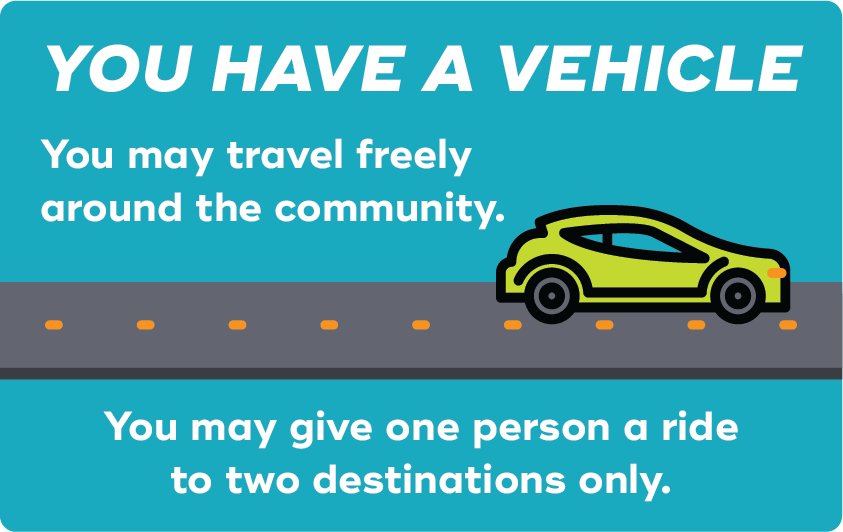 YOU HAVE A VEHICLE
You may travel freely
around the community.
You may give one person a ride
to two destinations only.